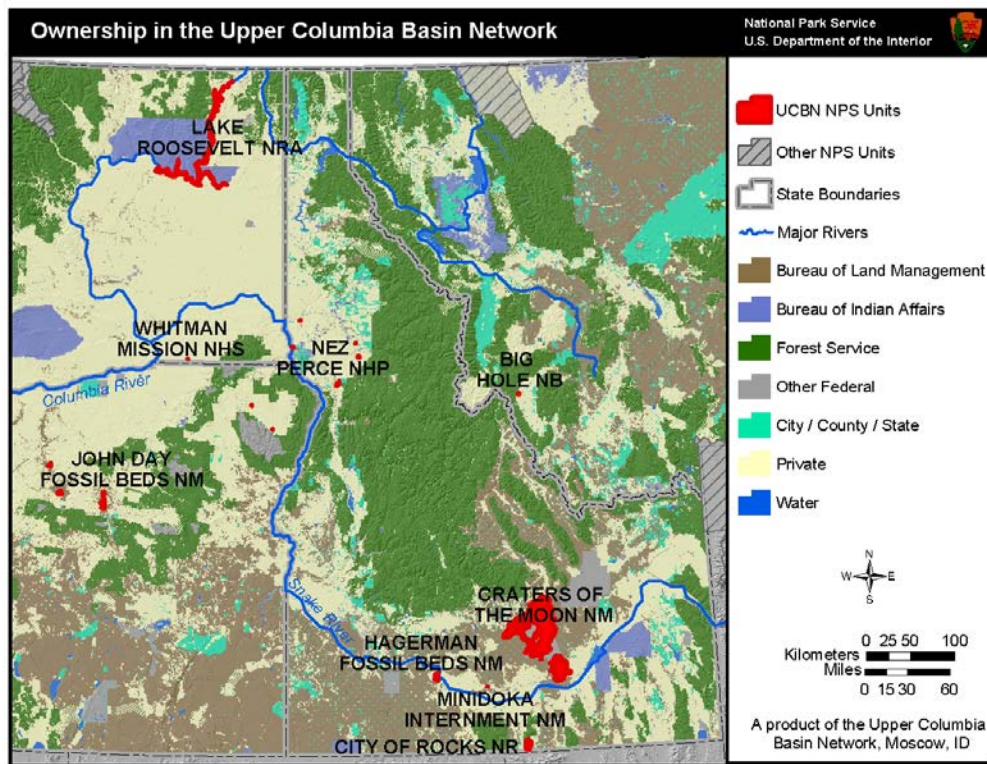 Ownership in the Upper Columbia Basin Network
National Park Service
U.S. Department of the Interior
LAKE
ROOSEVELT NRA
WHITMAN
MISSION NHS
NEZ
PERCE NHP
BIG
HOLE NB
Columbia River
JOHN DAY
FOSSIL BEDS NM
Snake River
CRATERS OF
THE MOON NM
HAGERMAN
FOSSIL BEDS NM
MINIDOKA
INTERNMENT NM
CITY OF ROCKS NR
UCBN NPS Units
Other NPS Units
State Boundaries
Major Rivers
Bureau of Land Management
Bureau of Indian Affairs
Forest Service
Other Federal
City / County / State
Private
Water
N
W E
S
0 25 50 100
Kilometers
Miles
0 15 30 60
A product of the Upper Columbia
Basin Network, Moscow, ID